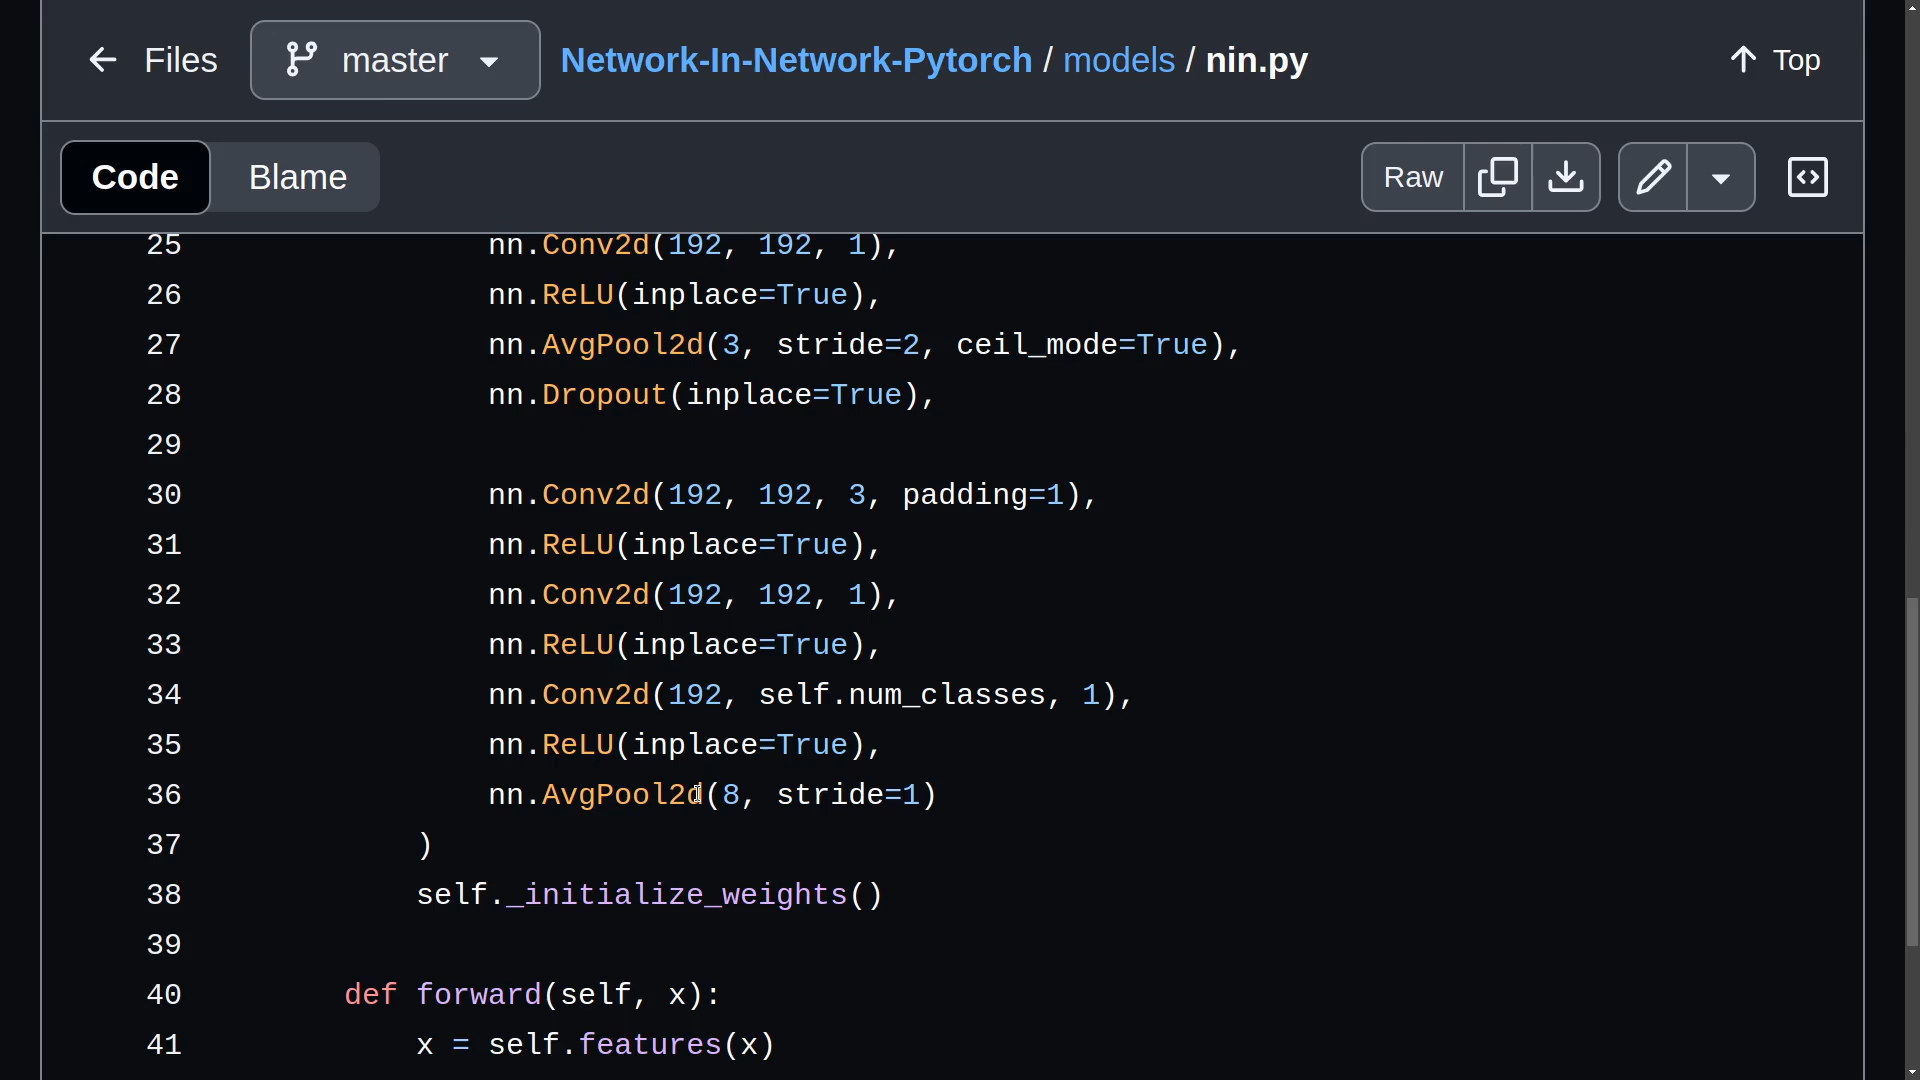 Files master Network-In-Network-Pytorch / models / nin.py Top
Code Blame Raw
25 nn.Conv2d(192, 192, 1),
26 nn.ReLU(inplace=True),
27 nn.AvgPool2d(3, stride=2, ceil_mode=True),
28 nn.Dropout(inplace=True),
29
30 nn.Conv2d(192, 192, 3, padding=1),
31 nn.ReLU(inplace=True),
32 nn.Conv2d(192, 192, 1),
33 nn.ReLU(inplace=True),
34 nn.Conv2d(192, self.num_classes, 1),
35 nn.ReLU(inplace=True),
36 nn.AvgPool2d(8, stride=1)
37 )
38 self._initialize_weights()
39
40 def forward(self, x):
41 x = self.features(x)